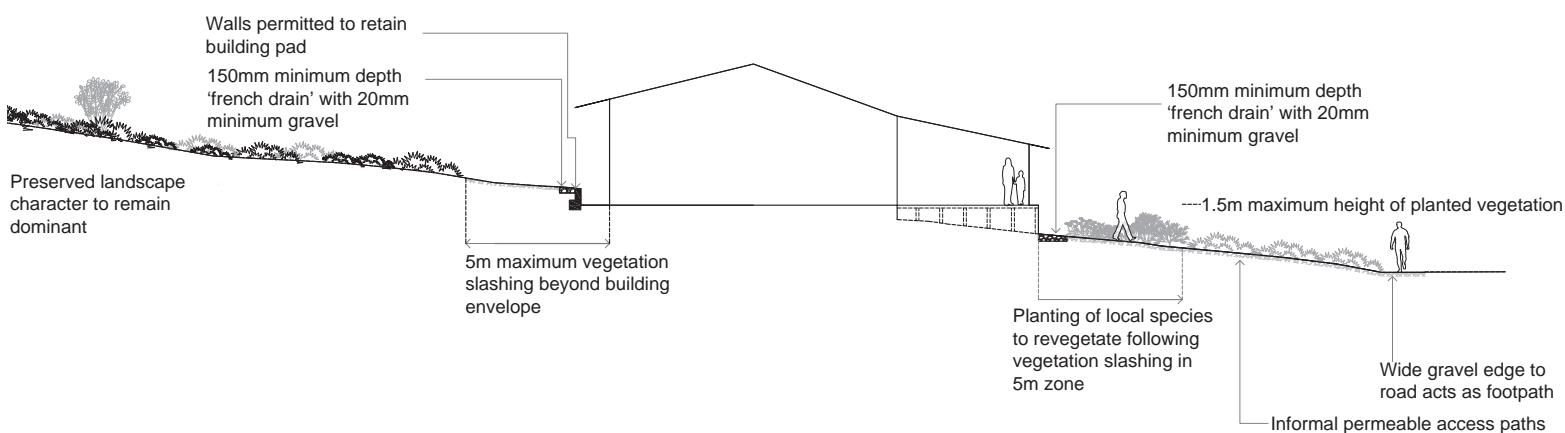 Walls permitted to retain
building pad
150mm minimum depth
‘french drain’ with 20mm
minimum gravel
Preserved landscape
character to remain
dominant
5m maximum vegetation
slashing beyond building
envelope
150mm minimum depth
‘french drain’ with 20mm
minimum gravel
1.5m maximum height of planted vegetation
Planting of local species
to revegetate following
vegetation slashing in
5m zone
Wide gravel edge to
road acts as footpath
Informal permeable access paths